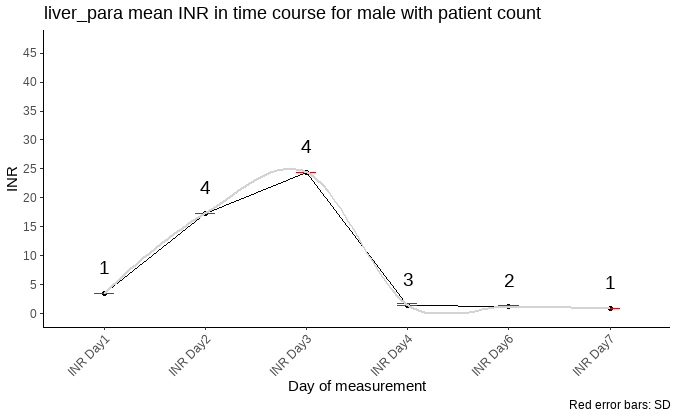 liver_para mean INR in time course for male with patient count
45
40
35
30
25
20
15
10
5
0
INR
1
4
4
3
2
1
INR Day1
INR Day2
INR Day3
INR Day4
INR Day6
INR Day7
Day of measurement
Red error bars: SD